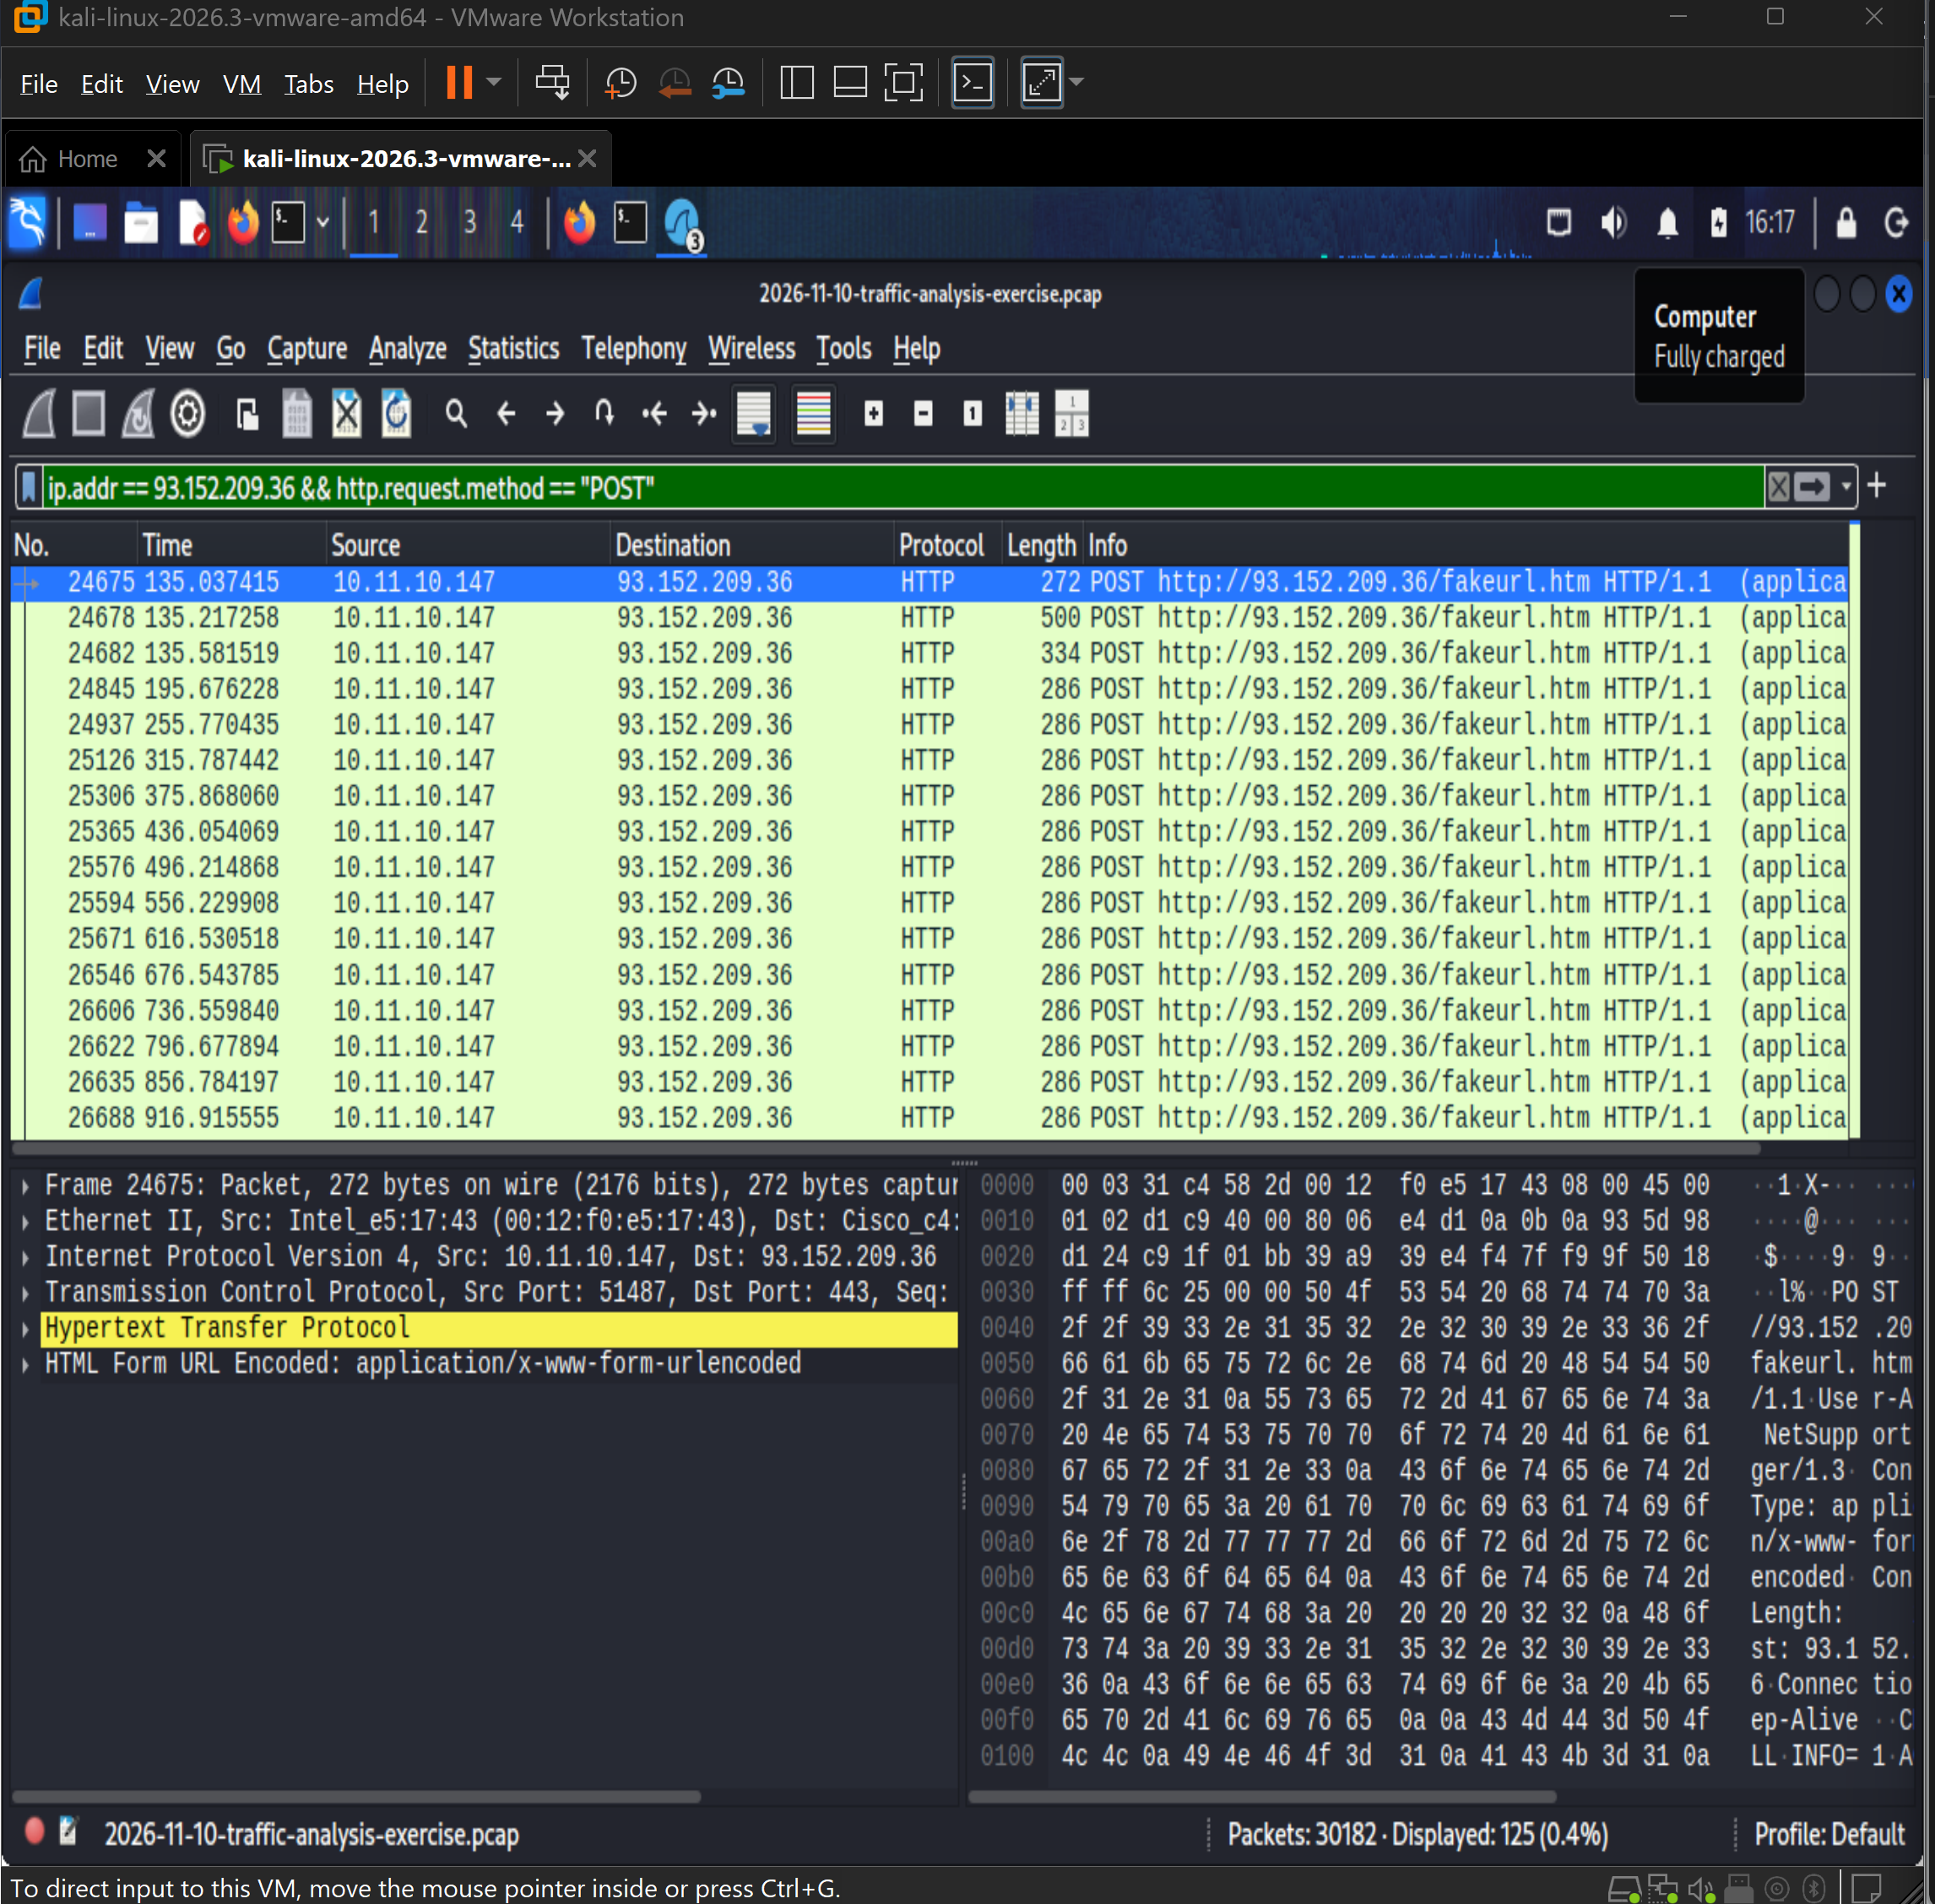 kali-linux-2026.3-vmware-amd64 - VMware Workstation
File Edit View VM Tabs Help
Home kali-linux-2026.3-vmware-...
1 2 3 4 3 16:17
2026-11-10-traffic-analysis-exercise.pcap
Computer
Fully charged
File Edit View Go Capture Analyze Statistics Telephony Wireless Tools Help
ip.addr == 93.152.209.36 && http.request.method == "POST"
No. Time Source Destination Protocol Length Info
24675 135.037415 10.11.10.147 93.152.209.36 HTTP 272 POST http://93.152.209.36/fakeurl.htm HTTP/1.1 (applica
24678 135.217258 10.11.10.147 93.152.209.36 HTTP 500 POST http://93.152.209.36/fakeurl.htm HTTP/1.1 (applica
24682 135.581519 10.11.10.147 93.152.209.36 HTTP 334 POST http://93.152.209.36/fakeurl.htm HTTP/1.1 (applica
24845 195.676228 10.11.10.147 93.152.209.36 HTTP 286 POST http://93.152.209.36/fakeurl.htm HTTP/1.1 (applica
24937 255.770435 10.11.10.147 93.152.209.36 HTTP 286 POST http://93.152.209.36/fakeurl.htm HTTP/1.1 (applica
25126 315.787442 10.11.10.147 93.152.209.36 HTTP 286 POST http://93.152.209.36/fakeurl.htm HTTP/1.1 (applica
25306 375.868060 10.11.10.147 93.152.209.36 HTTP 286 POST http://93.152.209.36/fakeurl.htm HTTP/1.1 (applica
25365 436.054069 10.11.10.147 93.152.209.36 HTTP 286 POST http://93.152.209.36/fakeurl.htm HTTP/1.1 (applica
25576 496.214868 10.11.10.147 93.152.209.36 HTTP 286 POST http://93.152.209.36/fakeurl.htm HTTP/1.1 (applica
25594 556.229908 10.11.10.147 93.152.209.36 HTTP 286 POST http://93.152.209.36/fakeurl.htm HTTP/1.1 (applica
25671 616.530518 10.11.10.147 93.152.209.36 HTTP 286 POST http://93.152.209.36/fakeurl.htm HTTP/1.1 (applica
26546 676.543785 10.11.10.147 93.152.209.36 HTTP 286 POST http://93.152.209.36/fakeurl.htm HTTP/1.1 (applica
26606 736.559840 10.11.10.147 93.152.209.36 HTTP 286 POST http://93.152.209.36/fakeurl.htm HTTP/1.1 (applica
26622 796.677894 10.11.10.147 93.152.209.36 HTTP 286 POST http://93.152.209.36/fakeurl.htm HTTP/1.1 (applica
26635 856.784197 10.11.10.147 93.152.209.36 HTTP 286 POST http://93.152.209.36/fakeurl.htm HTTP/1.1 (applica
26688 916.915555 10.11.10.147 93.152.209.36 HTTP 286 POST http://93.152.209.36/fakeurl.htm HTTP/1.1 (applica
Frame 24675: Packet, 272 bytes on wire (2176 bits), 272 bytes captur
Ethernet II, Src: Intel_e5:17:43 (00:12:f0:e5:17:43), Dst: Cisco_c4:
Internet Protocol Version 4, Src: 10.11.10.147, Dst: 93.152.209.36
Transmission Control Protocol, Src Port: 51487, Dst Port: 443, Seq:
Hypertext Transfer Protocol
HTML Form URL Encoded: application/x-www-form-urlencoded
0000 00 03 31 c4 58 2d 00 12 f0 e5 17 43 08 00 45 00 ··1·X-·· ···
0010 01 02 d1 c9 40 00 80 06 e4 d1 0a 0b 0a 93 5d 98 ····@··· ···
0020 d1 24 c9 1f 01 bb 39 a9 39 e4 f4 7f f9 9f 50 18 ·$····9· 9··
0030 ff ff 6c 25 00 00 50 4f 53 54 20 68 74 74 70 3a ··l%··PO ST
0040 2f 2f 39 33 2e 31 35 32 2e 32 30 39 2e 33 36 2f //93.152 .20
0050 66 61 6b 65 75 72 6c 2e 68 74 6d 20 48 54 54 50 fakeurl. htm
0060 2f 31 2e 31 0a 55 73 65 72 2d 41 67 65 6e 74 3a /1.1·Use r-A
0070 20 4e 65 74 53 75 70 70 6f 72 74 20 4d 61 6e 61 NetSupp ort
0080 67 65 72 2f 31 2e 33 0a 43 6f 6e 74 65 6e 74 2d ger/1.3· Con
0090 54 79 70 65 3a 20 61 70 70 6c 69 63 61 74 69 6f Type: ap pli
00a0 6e 2f 78 2d 77 77 77 2d 66 6f 72 6d 2d 75 72 6c n/x-www- for
00b0 65 6e 63 6f 64 65 64 0a 43 6f 6e 74 65 6e 74 2d encoded· Con
00c0 4c 65 6e 67 74 68 3a 20 20 20 20 32 32 0a 48 6f Length:
00d0 73 74 3a 20 39 33 2e 31 35 32 2e 32 30 39 2e 33 st: 93.1 52.
00e0 36 0a 43 6f 6e 6e 65 63 74 69 6f 6e 3a 20 4b 65 6·Connec tio
00f0 65 70 2d 41 6c 69 76 65 0a 0a 43 4d 44 3d 50 4f ep-Alive ··C
0100 4c 4c 0a 49 4e 46 4f 3d 31 0a 41 43 4b 3d 31 0a LL·INFO= 1·A
2026-11-10-traffic-analysis-exercise.pcap Packets: 30182 · Displayed: 125 (0.4%) Profile: Default
To direct input to this VM, move the mouse pointer inside or press Ctrl+G.